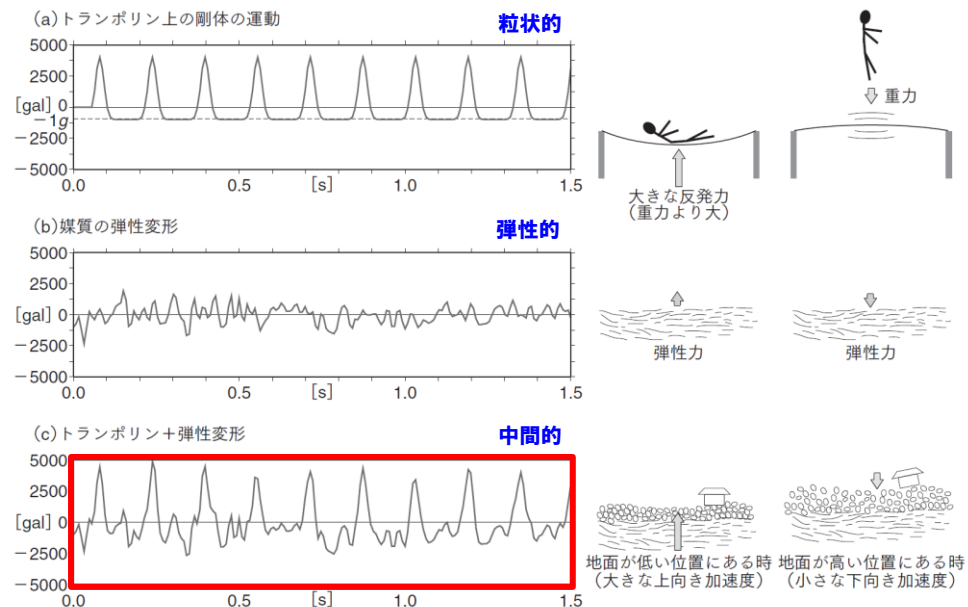 (a)トランポリン上の剛体の運動
粒状的
5000
2500
[gal] 0
−1g
−2500
−5000
0.0 0.5 [s] 1.0 1.5
重力
大きな反発力
(重力より大)
(b)媒質の弾性変形
弾性的
5000
2500
[gal] 0
−2500
−5000
0.0 0.5 [s] 1.0 1.5
弾性力
弾性力
(c)トランポリン＋弾性変形
中間的
5000
2500
[gal] 0
−2500
−5000
0.0 0.5 [s] 1.0 1.5
地面が低い位置にある時
(大きな上向き加速度)
地面が高い位置にある時
(小さな下向き加速度)